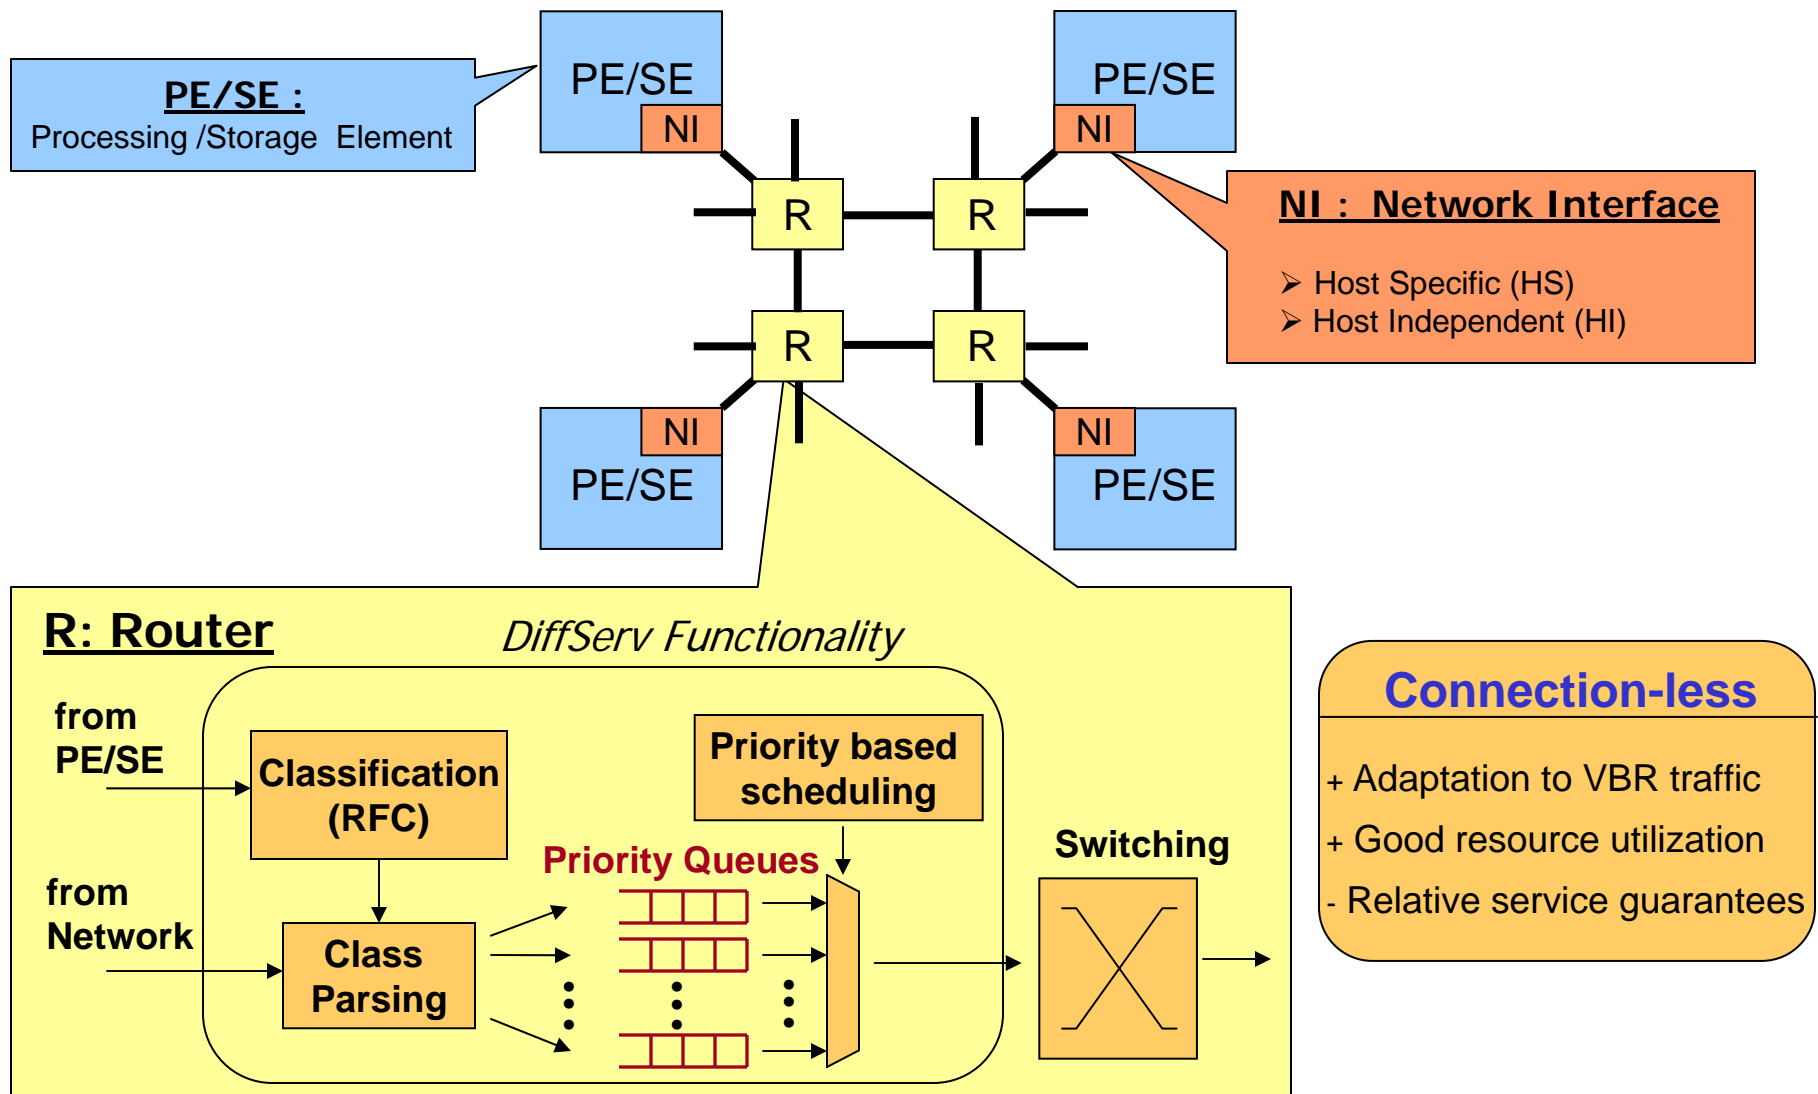 PE/SE
PE/SE
PE/SE :
Processing /Storage Element
NI
NI
R
R
NI : Network Interface
➢ Host Specific (HS)
➢ Host Independent (HI)
R
R
NI
NI
PE/SE
PE/SE
R: Router
DiffServ Functionality
from
PE/SE
Classification
(RFC)
Priority based
scheduling
Priority Queues
Switching
from
Network
Class
Parsing
Connection-less
+ Adaptation to VBR traffic
+ Good resource utilization
- Relative service guarantees